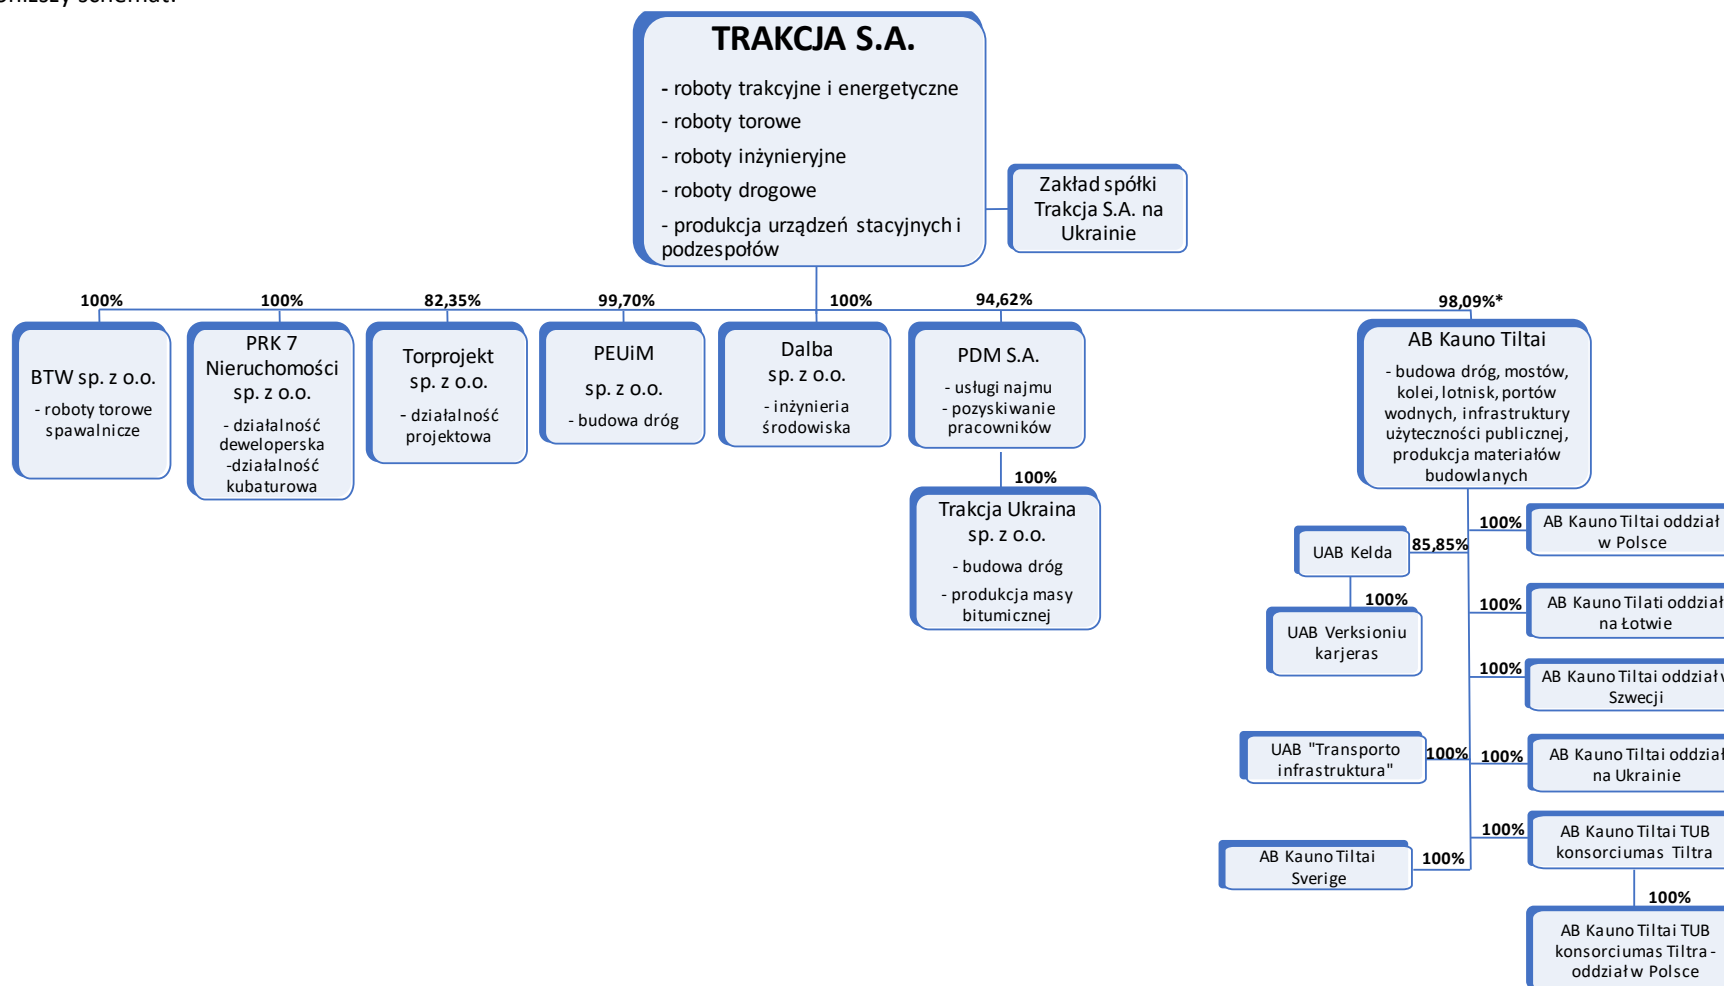 schemat:
TRAKCJA S.A.
- roboty trakcyjne i energetyczne
- roboty torowe
- roboty inżynieryjne
- roboty drogowe
- produkcja urządzeń stacyjnych i
podzespołów
Zakład spółki
Trakcja S.A. na
Ukrainie
100%
BTW sp. z o.o.
- roboty torowe
spawalnicze
100%
PRK 7
Nieruchomości
sp. z o.o.
- działalność
deweloperska
-działalność
kubaturowa
82,35%
Torprojekt
sp. z o.o.
- działalność
projektowa
99,70%
PEUiM
sp. z o.o.
- budowa dróg
100%
Dalba
sp. z o.o.
- inżynieria
środowiska
94,62%
PDM S.A.
- usługi najmu
- pozyskiwanie
pracowników
100%
Trakcja Ukraina
sp. z o.o.
- budowa dróg
- produkcja masy
bitumicznej
98,09%*
AB Kauno Tiltai
- budowa dróg, mostów,
kolei, lotnisk, portów
wodnych, infrastruktury
użyteczności publicznej,
produkcja materiałów
budowlanych
85,85%
UAB Kelda
100%
UAB Verksioniu
karjeras
100%
UAB "Transporto
infrastruktura"
100%
AB Kauno Tiltai
Sverige
100%
AB Kauno Tiltai oddział
w Polsce
100%
AB Kauno Tilati oddział
na Łotwie
100%
AB Kauno Tiltai oddział
Szwecji
100%
AB Kauno Tiltai oddział
na Ukrainie
100%
AB Kauno Tiltai TUB
konsorciumas Tiltra
100%
AB Kauno Tiltai TUB
konsorciumas Tiltra -
oddział w Polsce